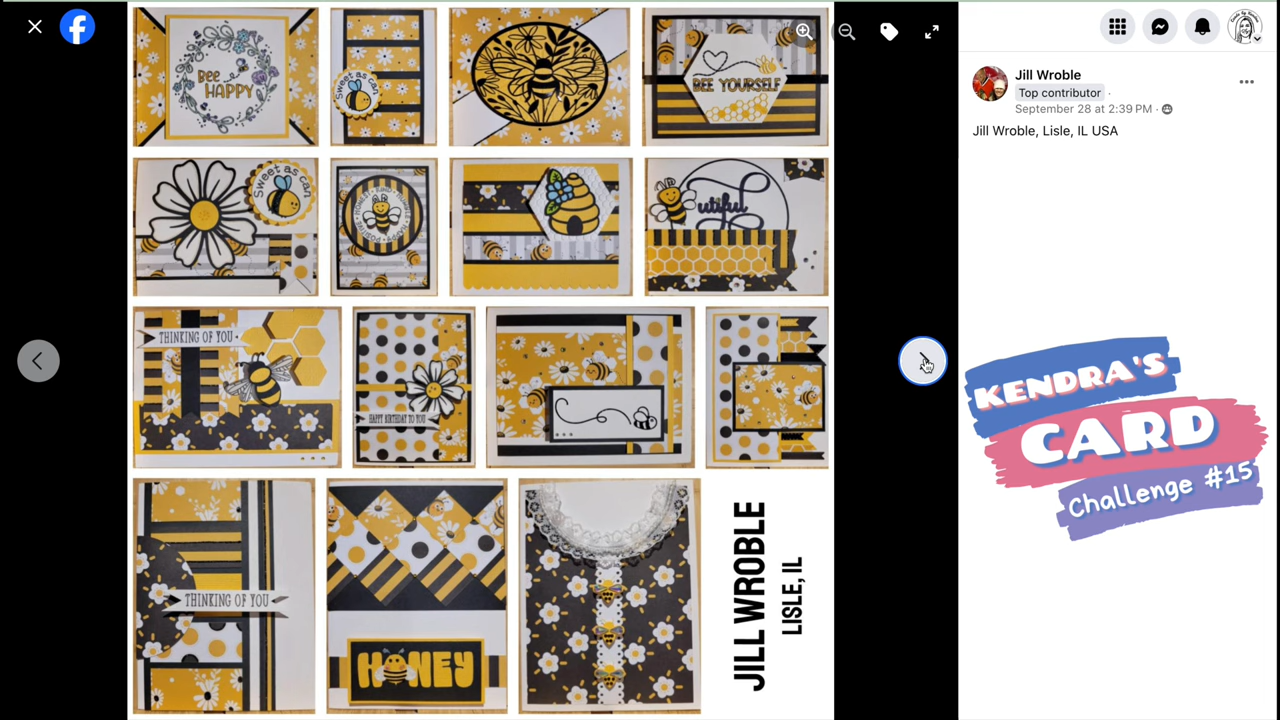 Bee
HAPPY
Sweet as can
BEE YOURSELF
Sweet as can
utiful
THINKING OF YOU
HAPPY BIRTHDAY TO YOU
THINKING OF YOU
HONEY
JILL WROBLE
LISLE, IL
Jill Wroble
Top contributor ·
September 28 at 2:39 PM ·
Jill Wroble, Lisle, IL USA
KENDRA'S
CARD
Challenge #15